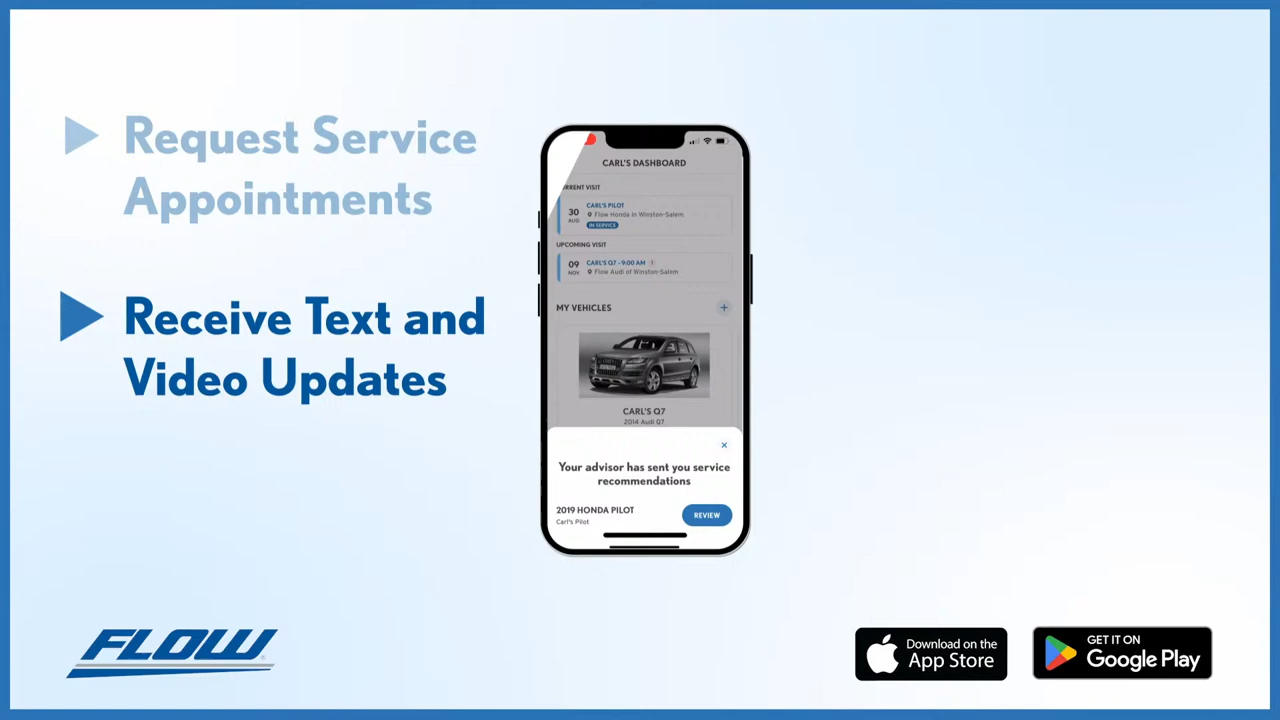 Request Service
Appointments
Receive Text and
Video Updates
CARL'S DASHBOARD
RRENT VISIT
30
AUG
CARL'S PILOT
Flow Honda in Winston-Salem
IN SERVICE
UPCOMING VISIT
09
NOV
CARL'S Q7 - 9:00 AM
Flow Audi of Winston-Salem
MY VEHICLES
+
CARL'S Q7
2014 Audi Q7
Your advisor has sent you service
recommendations
2019 HONDA PILOT
Carl's Pilot
REVIEW
FLOW
Download on the
App Store
GET IT ON
Google Play